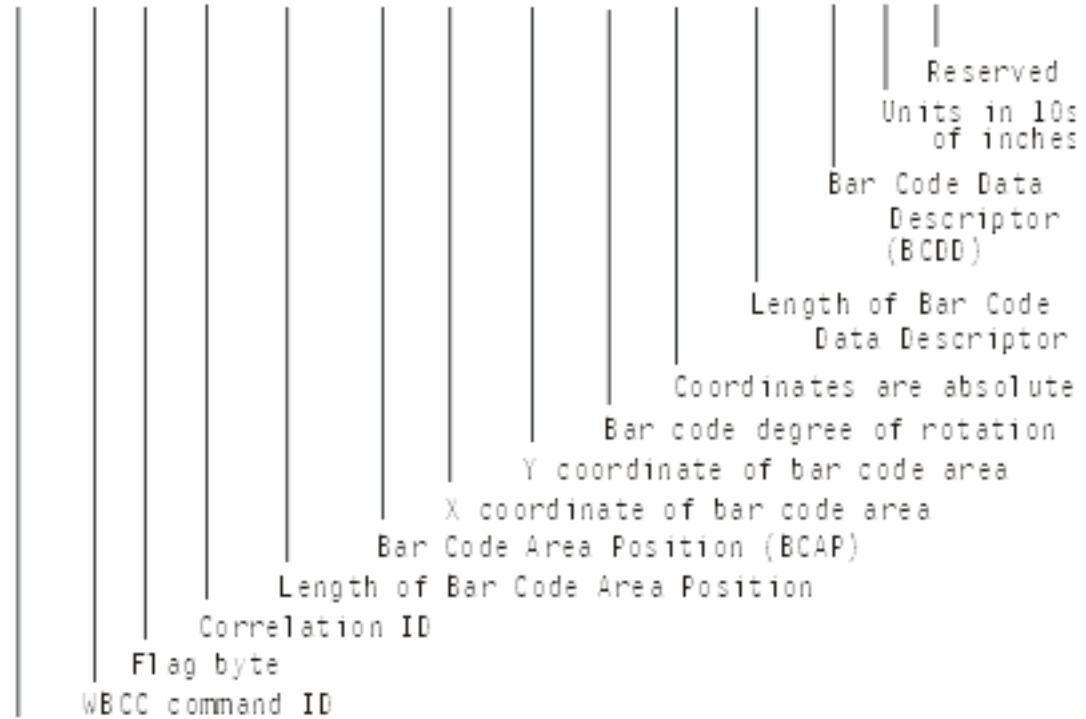 Reserved
Units in 10s
of inches
Bar Code Data
Descriptor
(BCDD)
Length of Bar Code
Data Descriptor
Coordinates are absolute
Bar code degree of rotation
Y coordinate of bar code area
X coordinate of bar code area
Bar Code Area Position (BCAP)
Length of Bar Code Area Position
Correlation ID
Flag byte
WBCC command ID